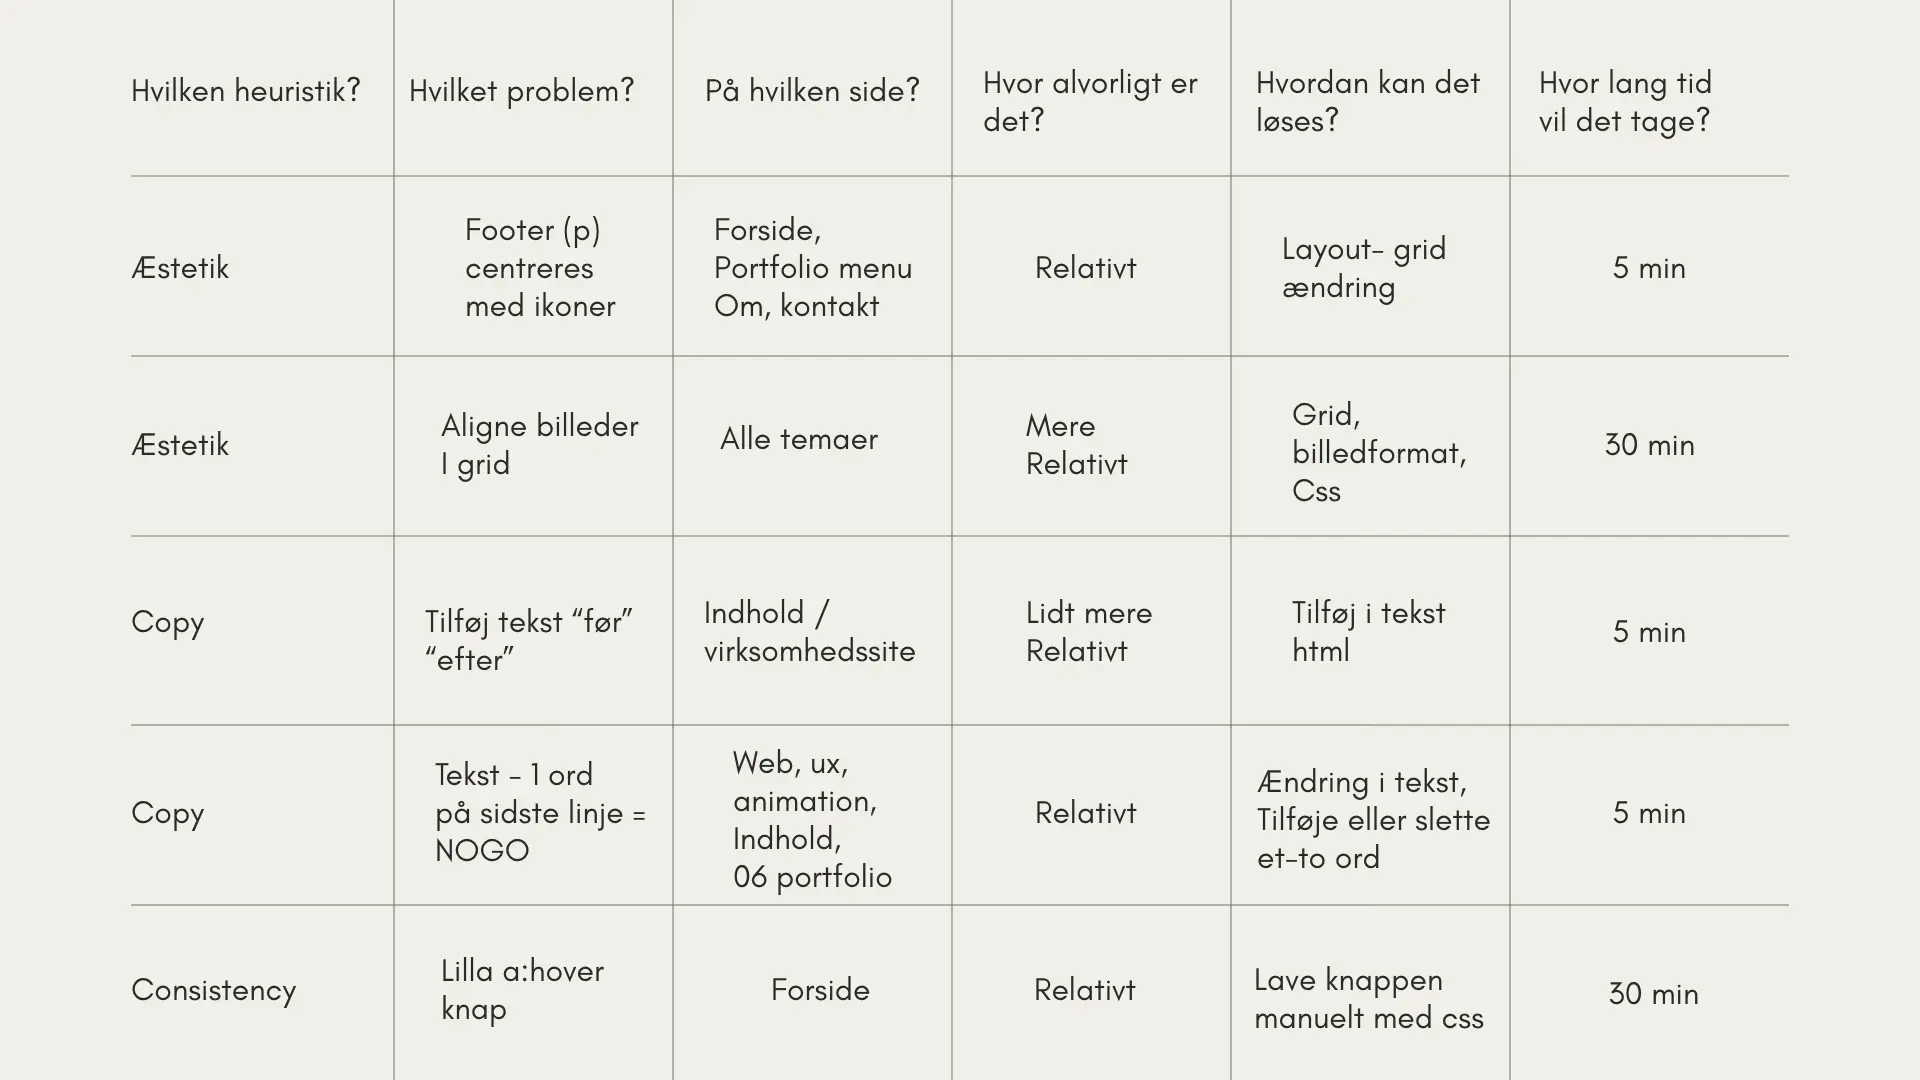 Hvilken heuristik?
Hvilket problem?
På hvilken side?
Hvor alvorligt er
det?
Hvordan kan det
løses?
Hvor lang tid
vil det tage?
Æstetik
Footer (p)
centreres
med ikoner
Forside,
Portfolio menu
Om, kontakt
Relativt
Layout- grid
ændring
5 min
Æstetik
Aligne billeder
I grid
Alle temaer
Mere
Relativt
Grid,
billedformat,
Css
30 min
Copy
Tilføj tekst “før”
“efter”
Indhold /
virksomhedssite
Lidt mere
Relativt
Tilføj i tekst
html
5 min
Copy
Tekst - 1 ord
på sidste linje =
NOGO
Web, ux,
animation,
Indhold,
06 portfolio
Relativt
Ændring i tekst,
Tilføje eller slette
et-to ord
5 min
Consistency
Lilla a:hover
knap
Forside
Relativt
Lave knappen
manuelt med css
30 min